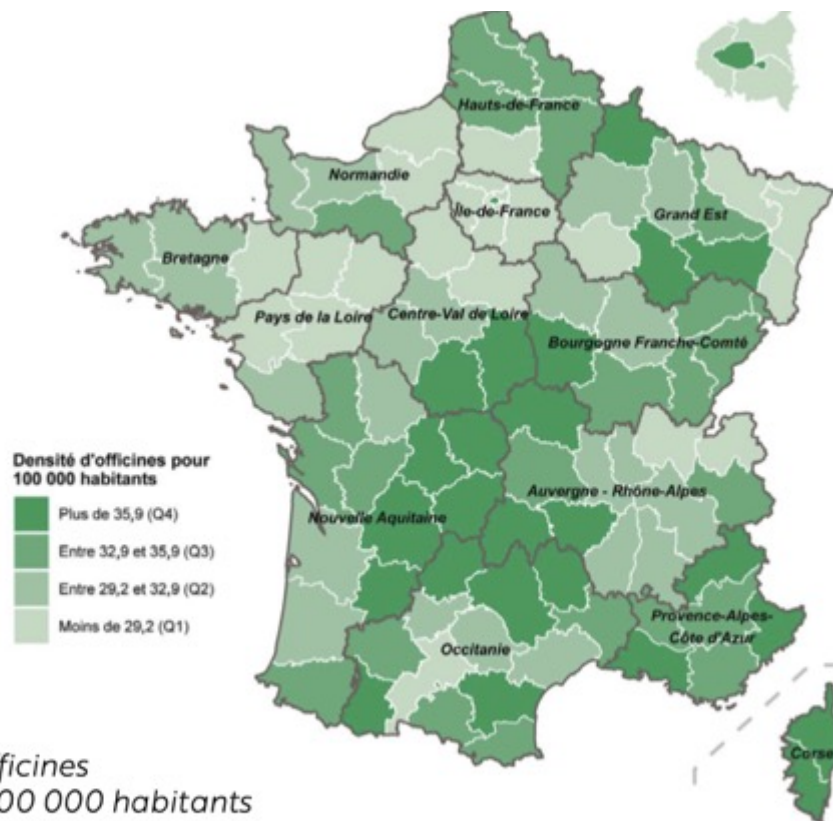 Hauts-de-France
Normandie
Île-de-France
Grand Est
Bretagne
Pays de la Loire
Centre-Val de Loire
Bourgogne Franche-Comté
Densité d'officines pour
100 000 habitants
Plus de 35,9 (Q4)
Entre 32,9 et 35,9 (Q3)
Entre 29,2 et 32,9 (Q2)
Moins de 29,2 (Q1)
Auvergne - Rhône-Alpes
Nouvelle Aquitaine
Provence-Alpes-
Côte d'Azur
Occitanie
Corse
ficines
00 000 habitants